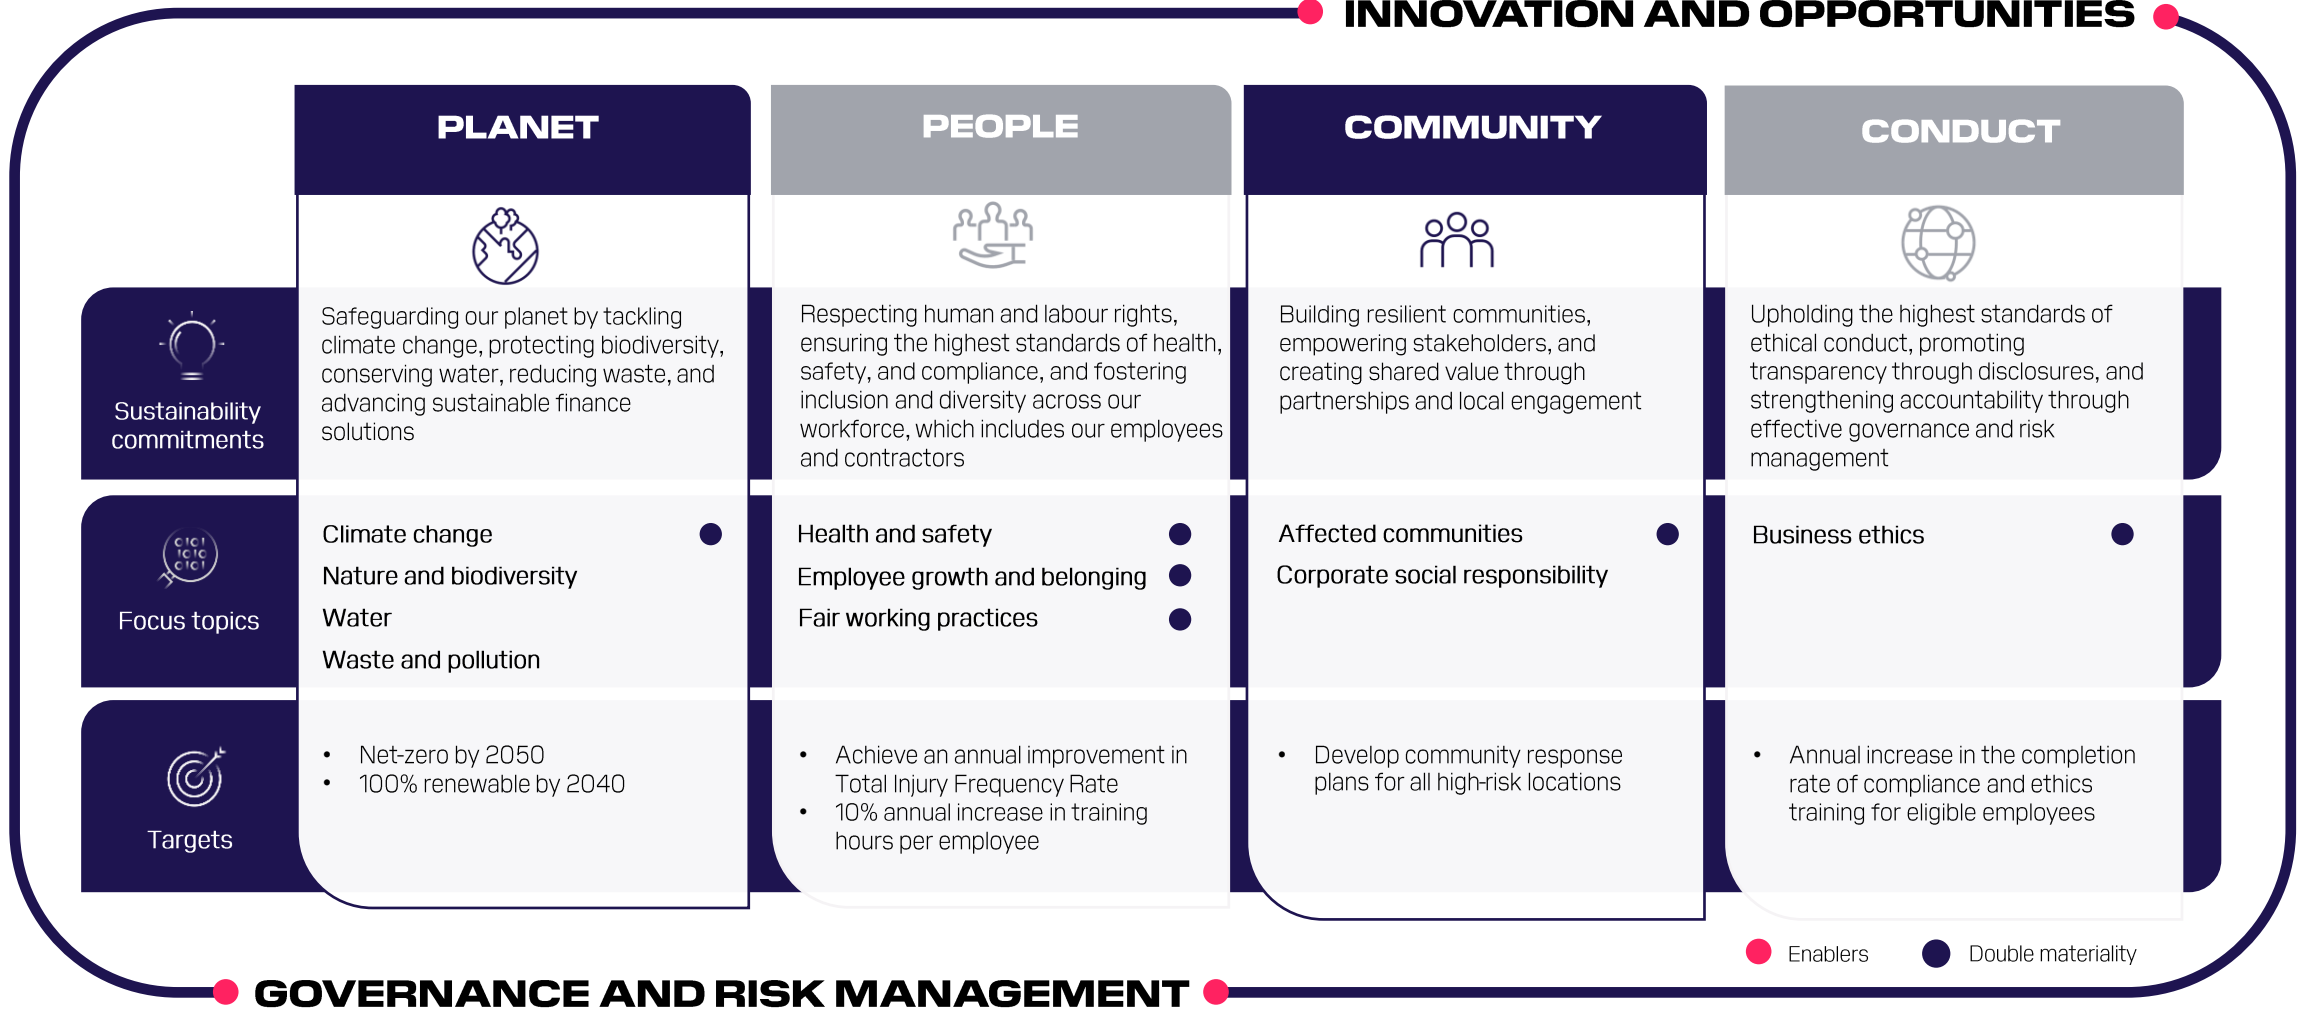 INNOVATION AND OPPORTUNITIES
PLANET
PEOPLE
COMMUNITY
CONDUCT
Sustainability
commitments
Safeguarding our planet by tackling
climate change, protecting biodiversity,
conserving water, reducing waste, and
advancing sustainable finance
solutions
Respecting human and labour rights,
ensuring the highest standards of health,
safety, and compliance, and fostering
inclusion and diversity across our
workforce, which includes our employees
and contractors
Building resilient communities,
empowering stakeholders, and
creating shared value through
partnerships and local engagement
Upholding the highest standards of
ethical conduct, promoting
transparency through disclosures, and
strengthening accountability through
effective governance and risk
management
0101
1010
0101
Focus topics
Climate change
Nature and biodiversity
Water
Waste and pollution
Health and safety
Employee growth and belonging
Fair working practices
Affected communities
Corporate social responsibility
Business ethics
Targets
• Net-zero by 2050
• 100% renewable by 2040
• Achieve an annual improvement in
Total Injury Frequency Rate
• 10% annual increase in training
hours per employee
• Develop community response
plans for all high-risk locations
• Annual increase in the completion
rate of compliance and ethics
training for eligible employees
Enablers
Double materiality
GOVERNANCE AND RISK MANAGEMENT